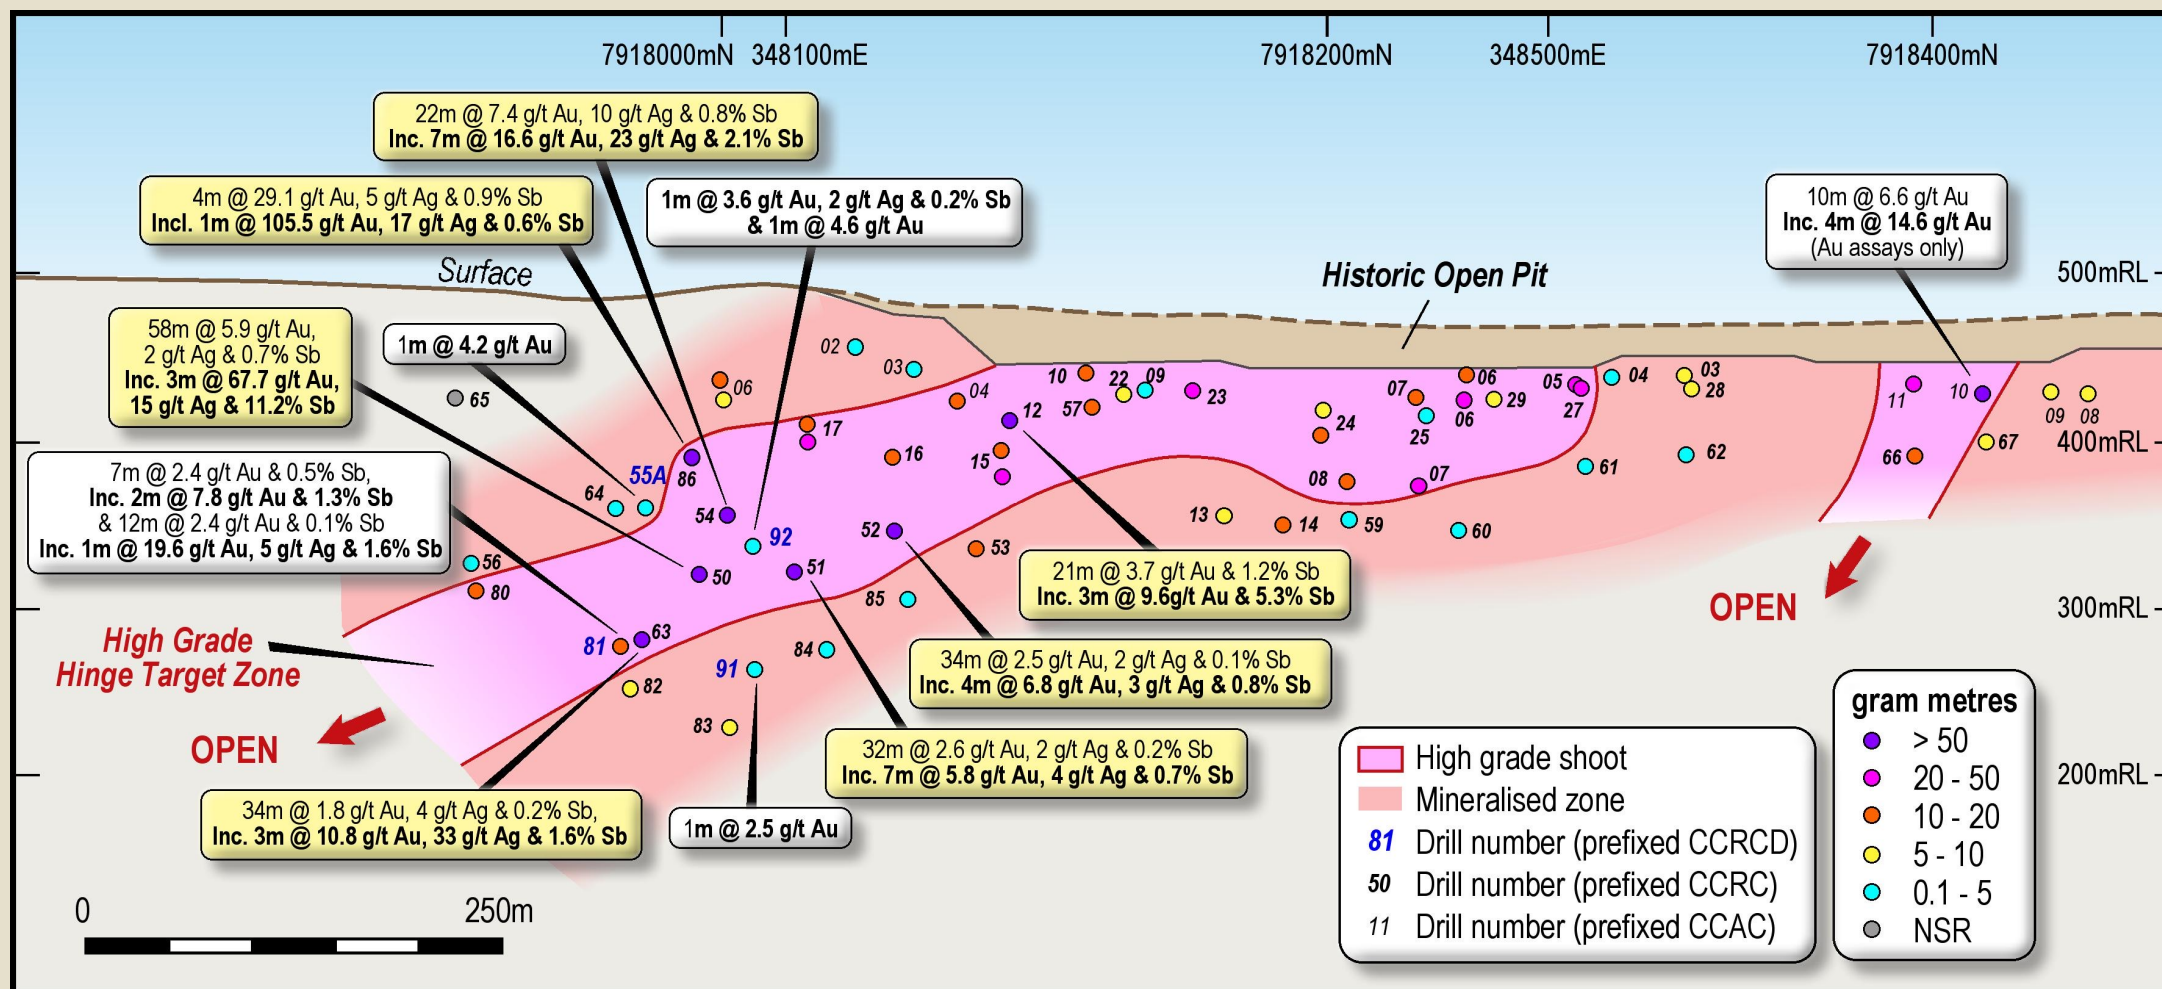 7918000mN 348100mE 7918200mN 348500mE 7918400mN
22m @ 7.4 g/t Au, 10 g/t Ag & 0.8% Sb
Inc. 7m @ 16.6 g/t Au, 23 g/t Ag & 2.1% Sb
4m @ 29.1 g/t Au, 5 g/t Ag & 0.9% Sb
Incl. 1m @ 105.5 g/t Au, 17 g/t Ag & 0.6% Sb
1m @ 3.6 g/t Au, 2 g/t Ag & 0.2% Sb
& 1m @ 4.6 g/t Au
10m @ 6.6 g/t Au
Inc. 4m @ 14.6 g/t Au
(Au assays only)
Surface
Historic Open Pit
500mRL
58m @ 5.9 g/t Au,
2 g/t Ag & 0.7% Sb
Inc. 3m @ 67.7 g/t Au,
15 g/t Ag & 11.2% Sb
1m @ 4.2 g/t Au
02
03
65
06
04
17
16
12
15
10
57
22
09
23
24
07
25
06
06
29
05
27
04
03
28
08
07
61
62
11
10
66
67
09
08
400mRL
7m @ 2.4 g/t Au & 0.5% Sb,
Inc. 2m @ 7.8 g/t Au & 1.3% Sb
& 12m @ 2.4 g/t Au & 0.1% Sb
Inc. 1m @ 19.6 g/t Au, 5 g/t Ag & 1.6% Sb
55A
86
64
54
92
52
50
51
56
80
53
85
13
14
59
60
21m @ 3.7 g/t Au & 1.2% Sb
Inc. 3m @ 9.6g/t Au & 5.3% Sb
OPEN
300mRL
High Grade
Hinge Target Zone
81
63
82
91
84
83
34m @ 2.5 g/t Au, 2 g/t Ag & 0.1% Sb
Inc. 4m @ 6.8 g/t Au, 3 g/t Ag & 0.8% Sb
OPEN
32m @ 2.6 g/t Au, 2 g/t Ag & 0.2% Sb
Inc. 7m @ 5.8 g/t Au, 4 g/t Ag & 0.7% Sb
34m @ 1.8 g/t Au, 4 g/t Ag & 0.2% Sb,
Inc. 3m @ 10.8 g/t Au, 33 g/t Ag & 1.6% Sb
1m @ 2.5 g/t Au
200mRL
0 250m
High grade shoot
Mineralised zone
81 Drill number (prefixed CCRCD)
50 Drill number (prefixed CCRC)
11 Drill number (prefixed CCAC)
gram metres
> 50
20 - 50
10 - 20
5 - 10
0.1 - 5
NSR